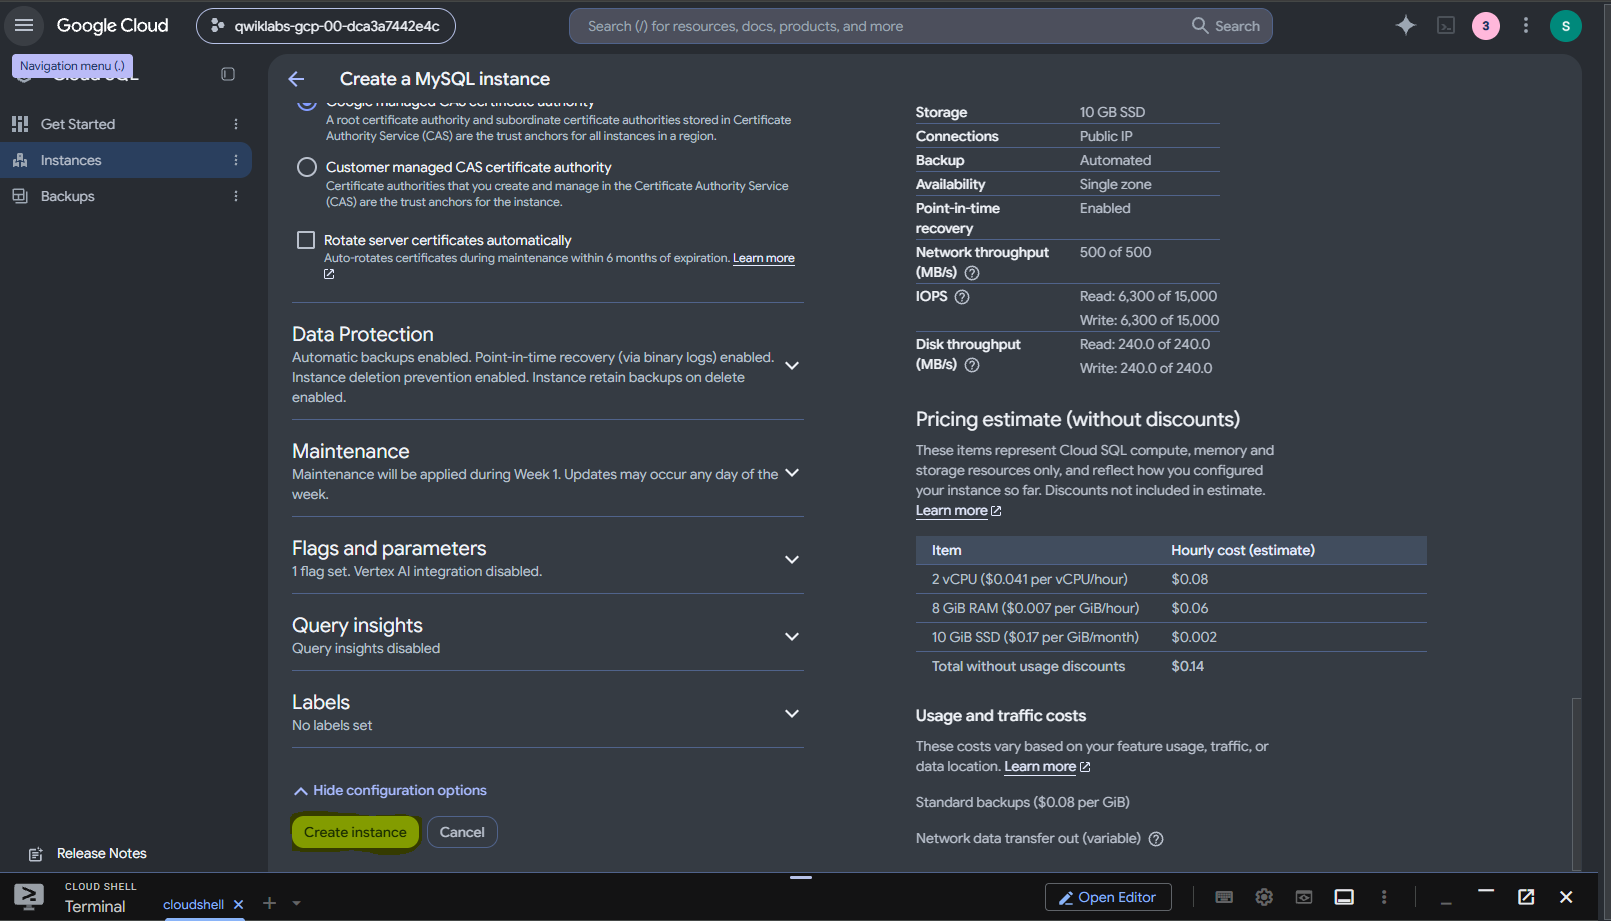 Google Cloud
qwiklabs-gcp-00-dca3a7442e4c
Search (/) for resources, docs, products, and more
Search
3
S
Navigation menu (.)
Cloud SQL
Create a MySQL instance
Get Started
Instances
Backups
Google managed CAS certificate authority
A root certificate authority and subordinate certificate authorities stored in Certificate
Authority Service (CAS) are the trust anchors for all instances in a region.
Customer managed CAS certificate authority
Certificate authorities that you create and manage in the Certificate Authority Service
(CAS) are the trust anchors for the instance.
Rotate server certificates automatically
Auto-rotates certificates during maintenance within 6 months of expiration. Learn more
Data Protection
Automatic backups enabled. Point-in-time recovery (via binary logs) enabled.
Instance deletion prevention enabled. Instance retain backups on delete
enabled.
Maintenance
Maintenance will be applied during Week 1. Updates may occur any day of the
week.
Flags and parameters
1 flag set. Vertex AI integration disabled.
Query insights
Query insights disabled
Labels
No labels set
Hide configuration options
Create instance
Cancel
Storage 10 GB SSD
Connections Public IP
Backup Automated
Availability Single zone
Point-in-time Enabled
recovery
Network throughput 500 of 500
(MB/s)
IOPS Read: 6,300 of 15,000
Write: 6,300 of 15,000
Disk throughput Read: 240.0 of 240.0
(MB/s) Write: 240.0 of 240.0
Pricing estimate (without discounts)
These items represent Cloud SQL compute, memory and
storage resources only, and reflect how you configured
your instance so far. Discounts not included in estimate.
Learn more
Item Hourly cost (estimate)
2 vCPU ($0.041 per vCPU/hour) $0.08
8 GiB RAM ($0.007 per GiB/hour) $0.06
10 GiB SSD ($0.17 per GiB/month) $0.002
Total without usage discounts $0.14
Usage and traffic costs
These costs vary based on your feature usage, traffic, or
data location. Learn more
Standard backups ($0.08 per GiB)
Network data transfer out (variable)
Release Notes
CLOUD SHELL
Terminal
cloudshell
Open Editor